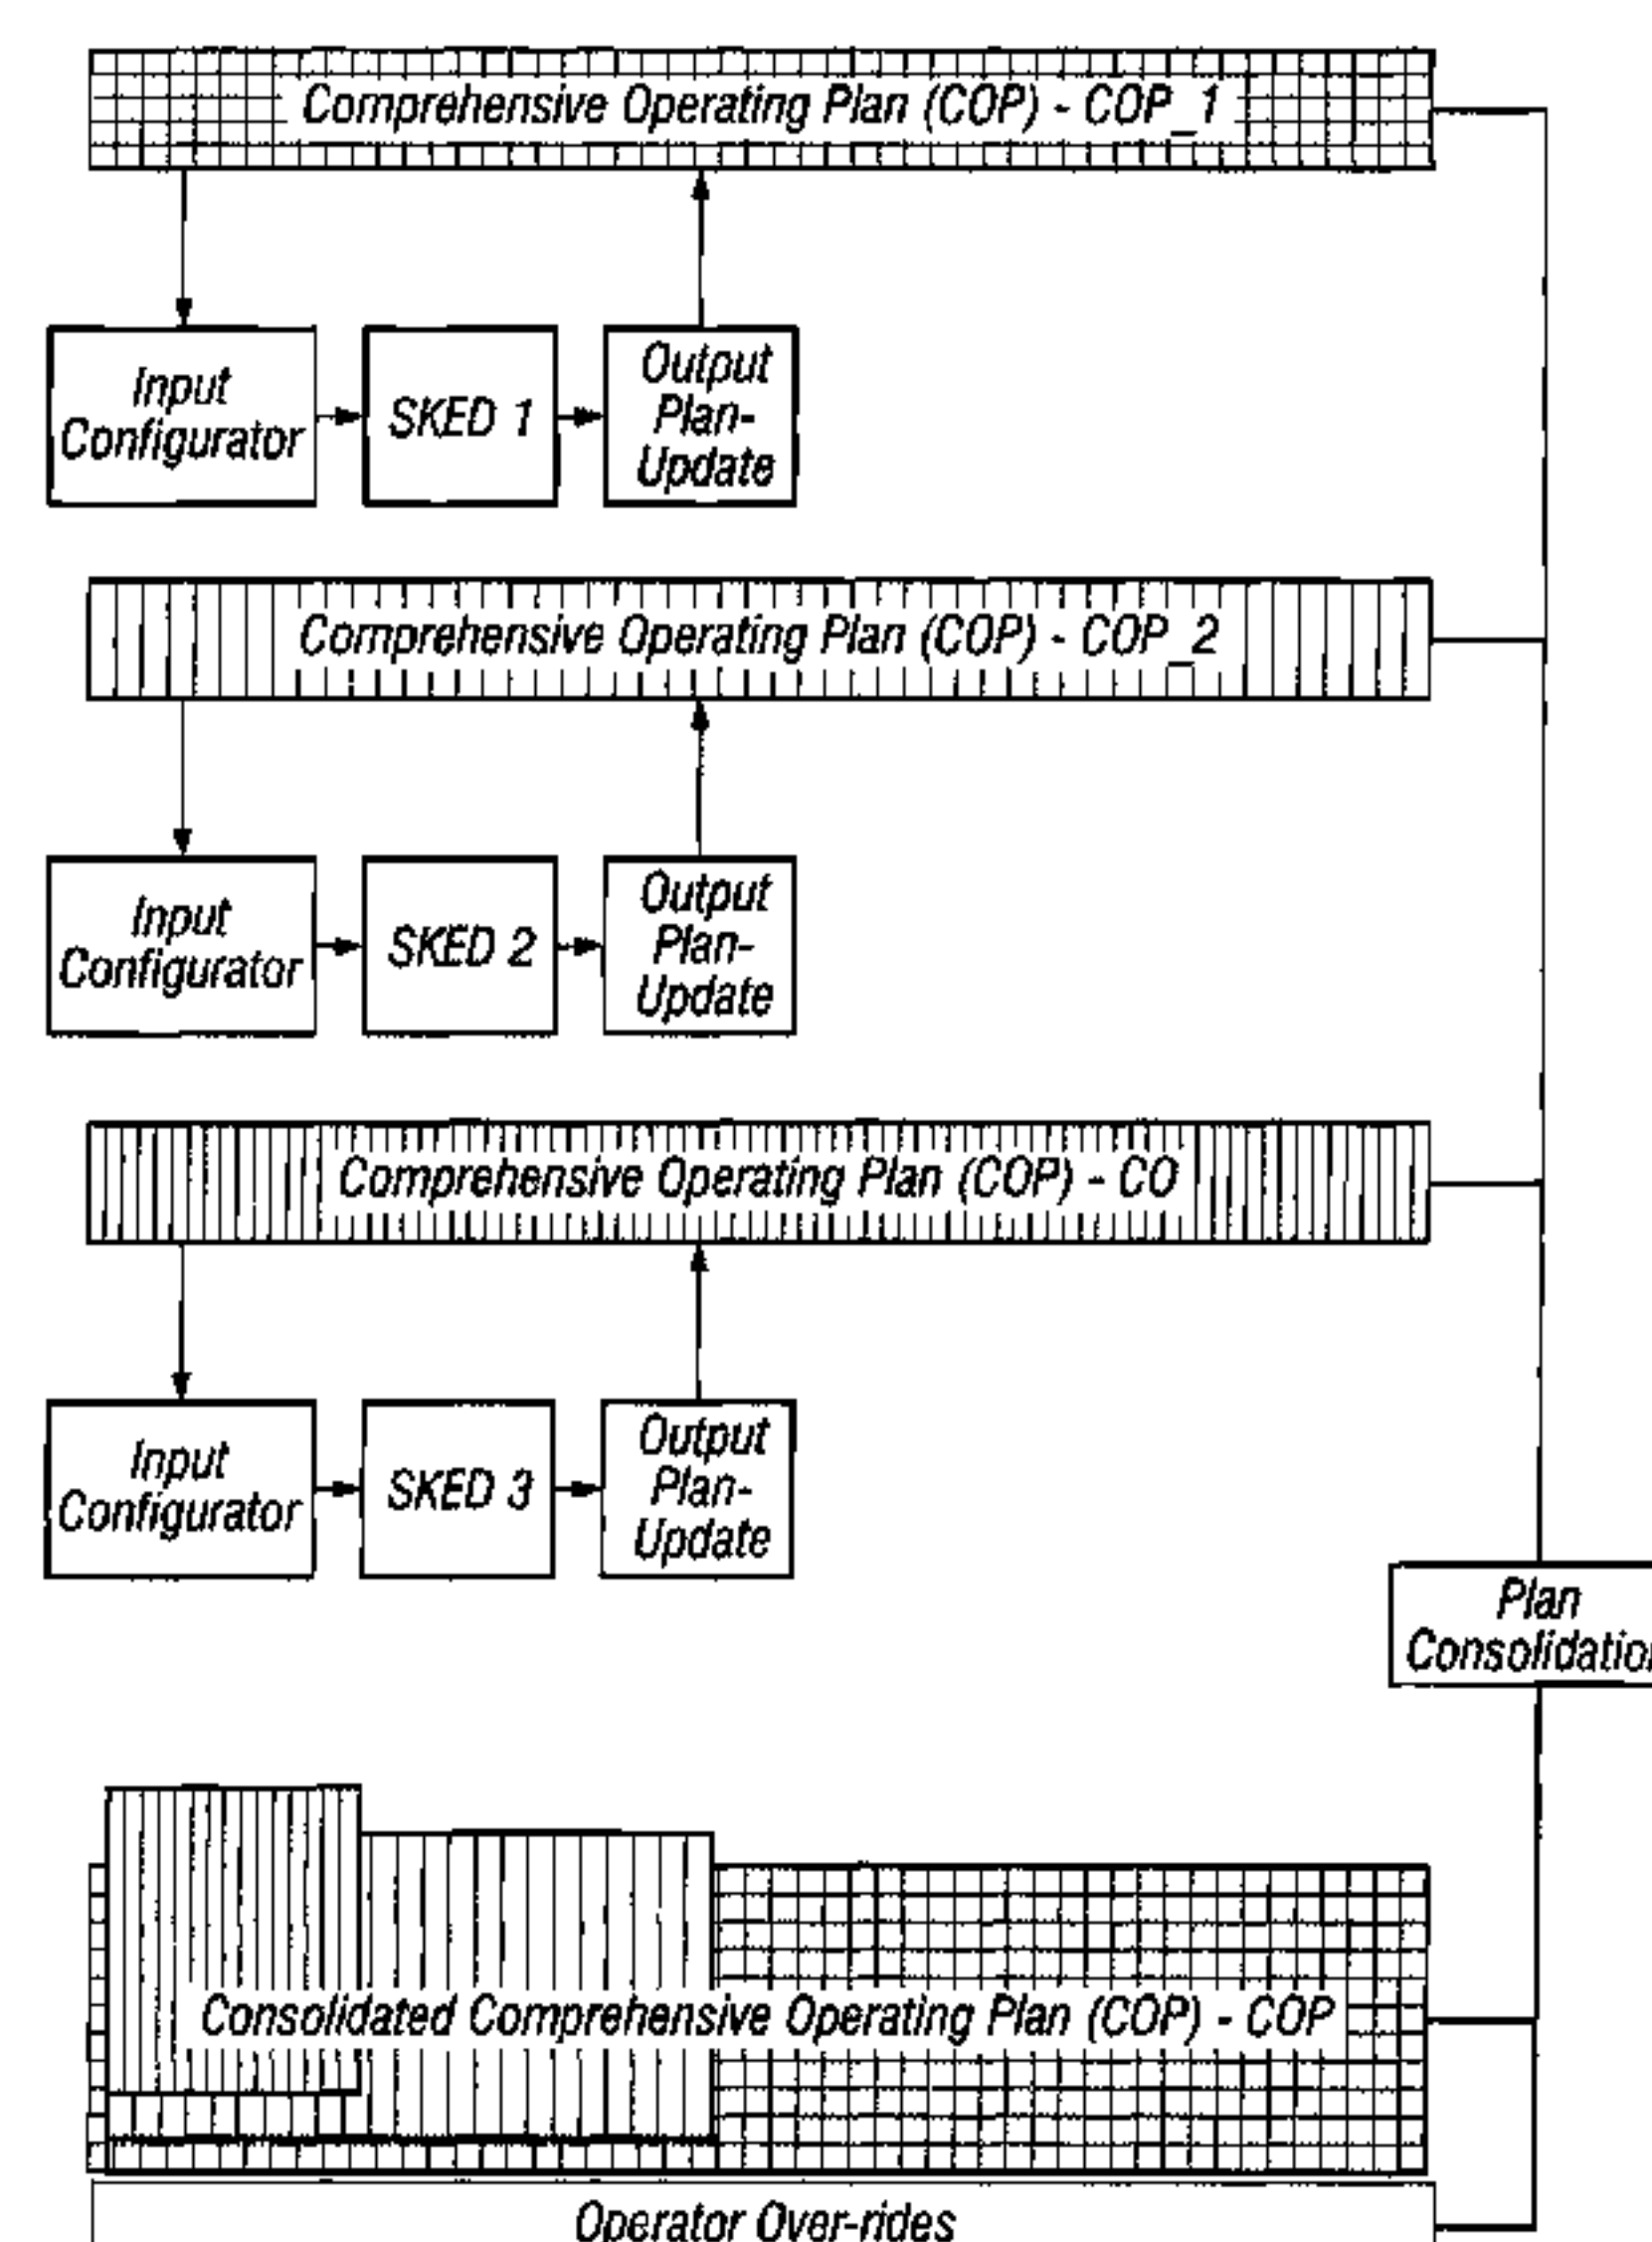 Comprehensive Operating Plan (COP) - COP_1
Input
Configurator
SKED 1
Output
Plan-
Update
Comprehensive Operating Plan (COP) - COP_2
Input
Configurator
SKED 2
Output
Plan-
Update
Comprehensive Operating Plan (COP) - CO
Input
Configurator
SKED 3
Output
Plan-
Update
Plan
Consolidation
Consolidated Comprehensive Operating Plan (COP) - COP
Operator Over-rides